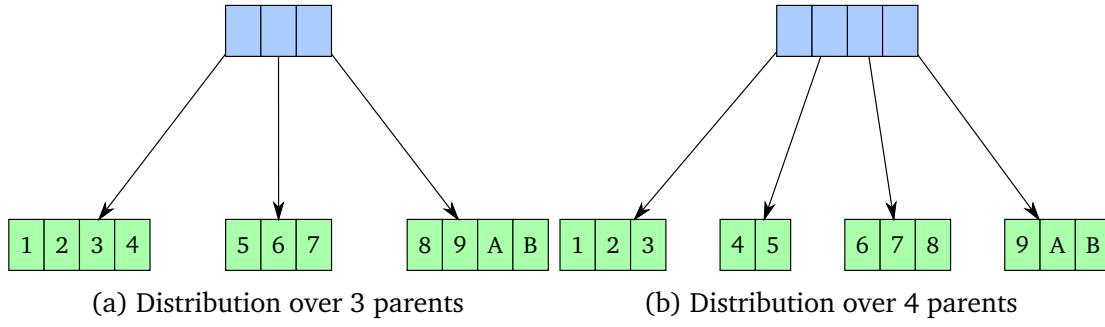 1 2 3 4 5 6 7 8 9 A B 1 2 3 4 5 6 7 8 9 A B
(a) Distribution over 3 parents (b) Distribution over 4 parents